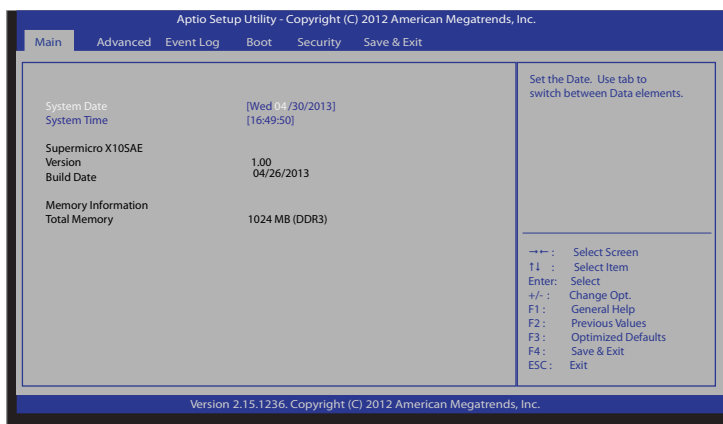 Aptio Setup Utility - Copyright (C) 2012 American Megatrends, Inc.
Main Advanced Event Log Boot Security Save & Exit
System Date [Wed 04 /30/2013]
System Time [16:49:50]
Supermicro X10SAE
Version 1.00
Build Date 04/26/2013
Memory Information
Total Memory 1024 MB (DDR3)
Set the Date. Use tab to
switch between Data elements.
→← : Select Screen
↑↓ : Select Item
Enter: Select
+/- : Change Opt.
F1 : General Help
F2 : Previous Values
F3 : Optimized Defaults
F4 : Save & Exit
ESC : Exit
Version 2.15.1236. Copyright (C) 2012 American Megatrends, Inc.